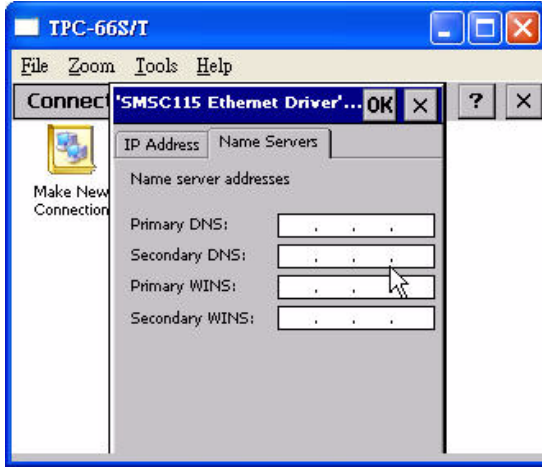 TPC-66S/T
File Zoom Tools Help
Connect
'SMSC115 Ethernet Driver'... OK ×
? ×
IP Address Name Servers
Make New
Connection
Name server addresses
Primary DNS: . . .
Secondary DNS: . . .
Primary WINS: . . .
Secondary WINS: . . .